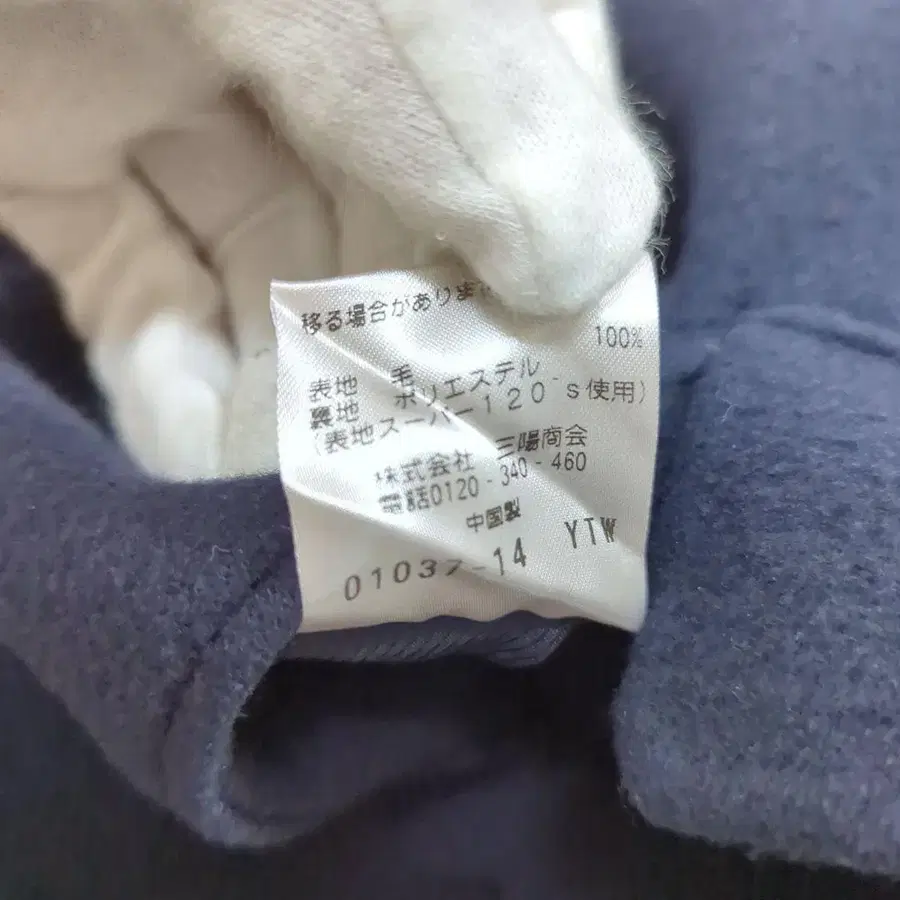 移る場合がありま
100%
表地 毛
裏地 ポリエステル
(表地スーパー120's使用)
株式会社 三陽商会
電話0120-340-460
中国製
01037-14 YTW